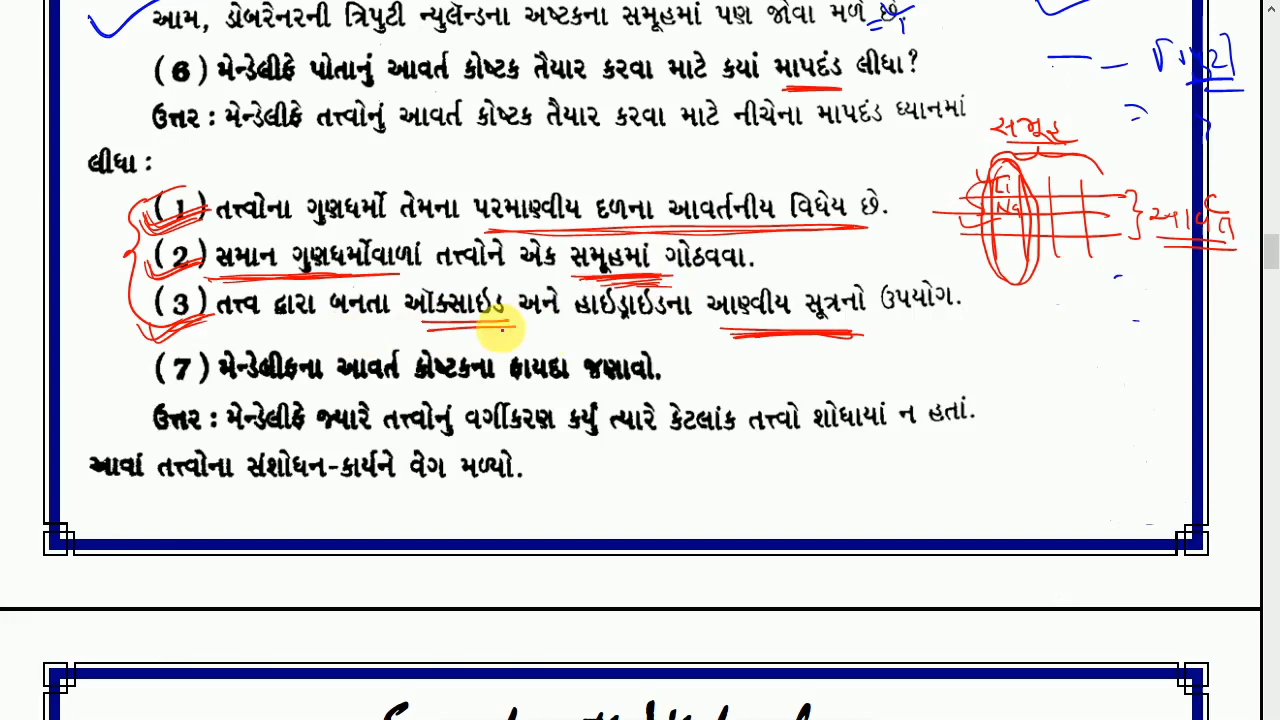 આમ, ડોબરેનરની ત્રિપુટી ન્યુલૅન્ડના અષ્ટકના સમૂહમાં પણ જોવા મળે છે.
(6) મેન્ડેલીફે પોતાનું આવર્ત કોષ્ટક તૈયાર કરવા માટે કયાં માપદંડ લીધા?
ઉત્તર : મેન્ડેલીફે તત્ત્વોનું આવર્ત કોષ્ટક તૈયાર કરવા માટે નીચેના માપદંડ ધ્યાનમાં
લીધા :
સમૂહ
(1) તત્ત્વોના ગુણધર્મો તેમના પરમાણ્વીય દળના આવર્તનીય વિધેય છે.
Li
Na
આવર્ત
(2) સમાન ગુણધર્મોવાળાં તત્ત્વોને એક સમૂહમાં ગોઠવવા.
(3) તત્ત્વ દ્વારા બનતા ઑક્સાઇડ અને હાઇડ્રાઇડના આણ્વીય સૂત્રનો ઉપયોગ.
(7) મેન્ડેલીફના આવર્ત કોષ્ટકના ફાયદા જણાવો.
ઉત્તર : મેન્ડેલીફે જ્યારે તત્ત્વોનું વર્ગીકરણ કર્યું ત્યારે કેટલાંક તત્ત્વો શોધાયાં ન હતાં.
આવાં તત્ત્વોના સંશોધન-કાર્યને વેગ મળ્યો.